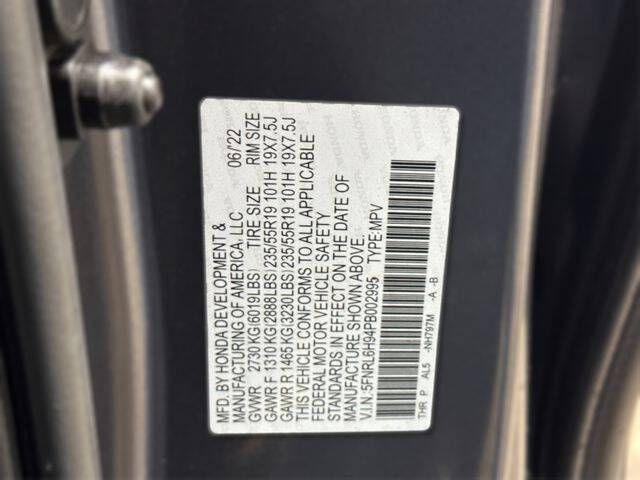 MFD. BY HONDA DEVELOPMENT &
MANUFACTURING OF AMERICA, LLC 06/'22
GVWR 2730 KG(6019LBS) TIRE SIZE RIM SIZE
GAWR F 1310 KG(2888LBS) 235/55R19 101H 19X7.5J
GAWR R 1465 KG(3230LBS) 235/55R19 101H 19X7.5J
THIS VEHICLE CONFORMS TO ALL APPLICABLE
FEDERAL MOTOR VEHICLE SAFETY
STANDARDS IN EFFECT ON THE DATE OF
MANUFACTURE SHOWN ABOVE.
V.I.N:5FNRL6H94PB002995 TYPE:MPV
THR P AL5 -NH797M -A -B